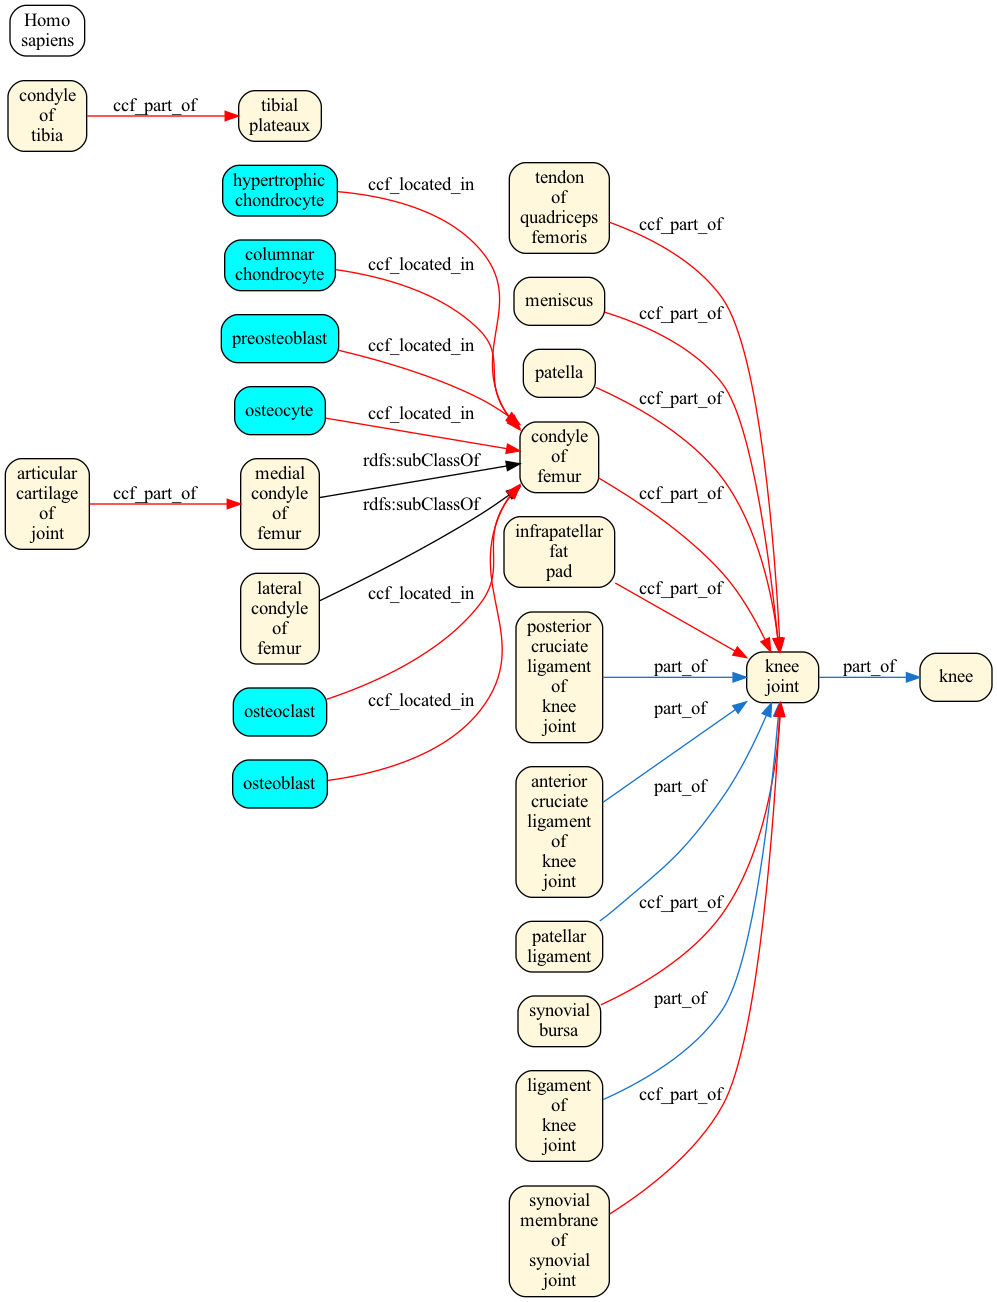 Homo
sapiens
condyle
of
tibia
ccf_part_of
tibial
plateaux
hypertrophic
chondrocyte
ccf_located_in
columnar
chondrocyte
ccf_located_in
preosteoblast
ccf_located_in
osteocyte
ccf_located_in
articular
cartilage
of
joint
ccf_part_of
medial
condyle
of
femur
rdfs:subClassOf
rdfs:subClassOf
lateral
condyle
of
femur
ccf_located_in
osteoclast
ccf_located_in
osteoblast
tendon
of
quadriceps
femoris
ccf_part_of
meniscus
ccf_part_of
patella
ccf_part_of
condyle
of
femur
ccf_part_of
infrapatellar
fat
pad
ccf_part_of
posterior
cruciate
ligament
of
knee
joint
part_of
anterior
cruciate
ligament
of
knee
joint
part_of
patellar
ligament
part_of
synovial
bursa
ccf_part_of
ligament
of
knee
joint
part_of
synovial
membrane
of
synovial
joint
ccf_part_of
knee
joint
part_of
knee